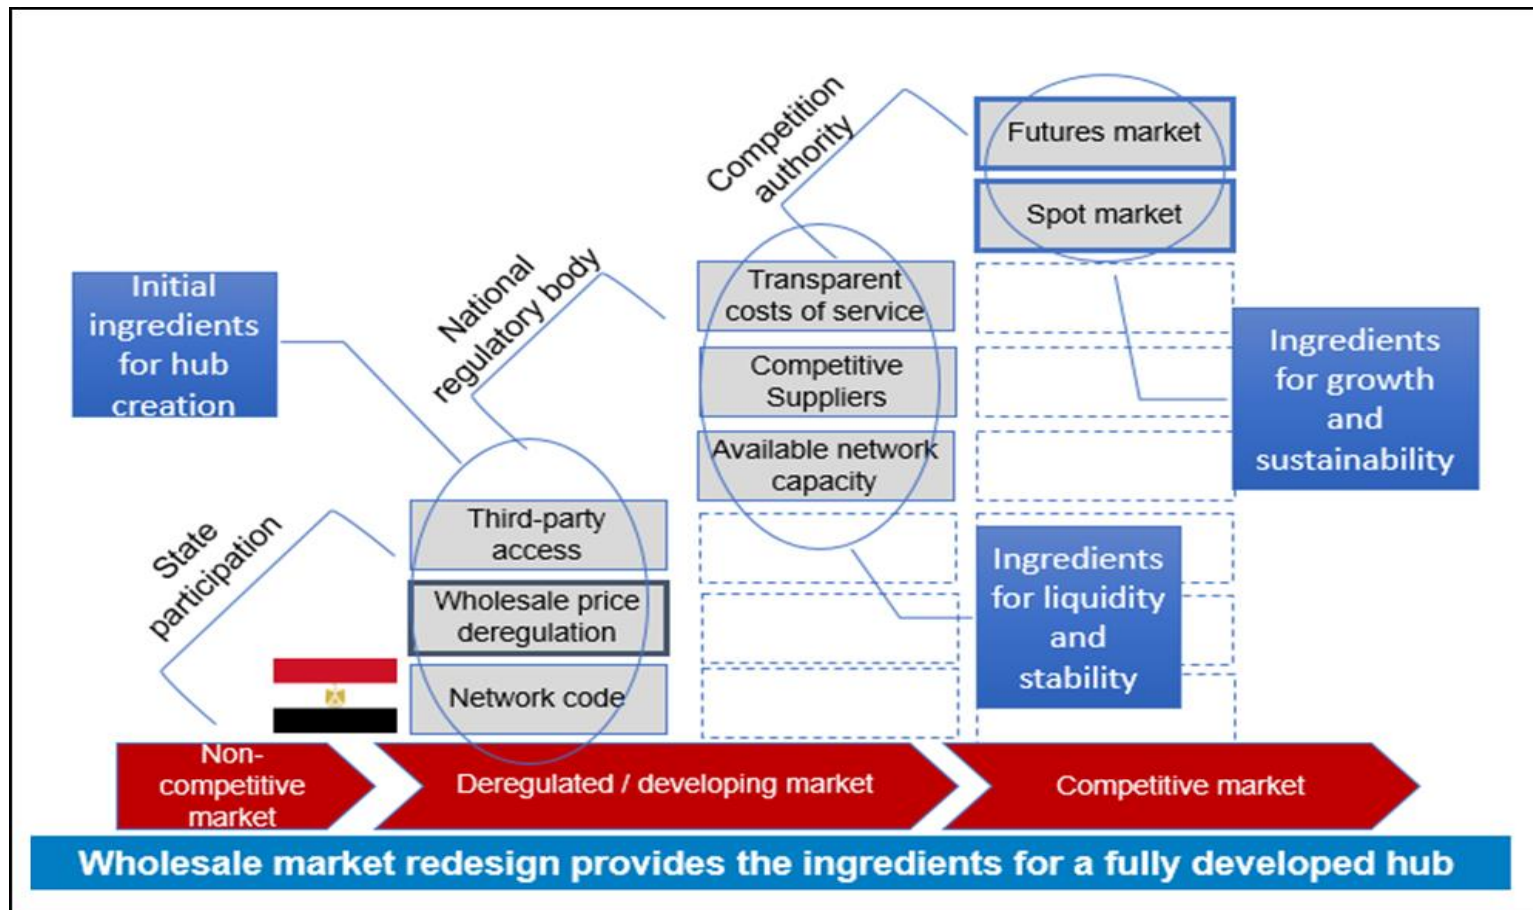 Competition
authority
Futures market
Spot market
National
regulatory body
Transparent
costs of service
Competitive
Suppliers
Available network
capacity
Initial
ingredients
for hub
creation
Ingredients
for growth
and
sustainability
State
participation
Third-party
access
Wholesale price
deregulation
Network code
Ingredients
for liquidity
and
stability
Non-
competitive
market
Deregulated / developing market
Competitive market
Wholesale market redesign provides the ingredients for a fully developed hub